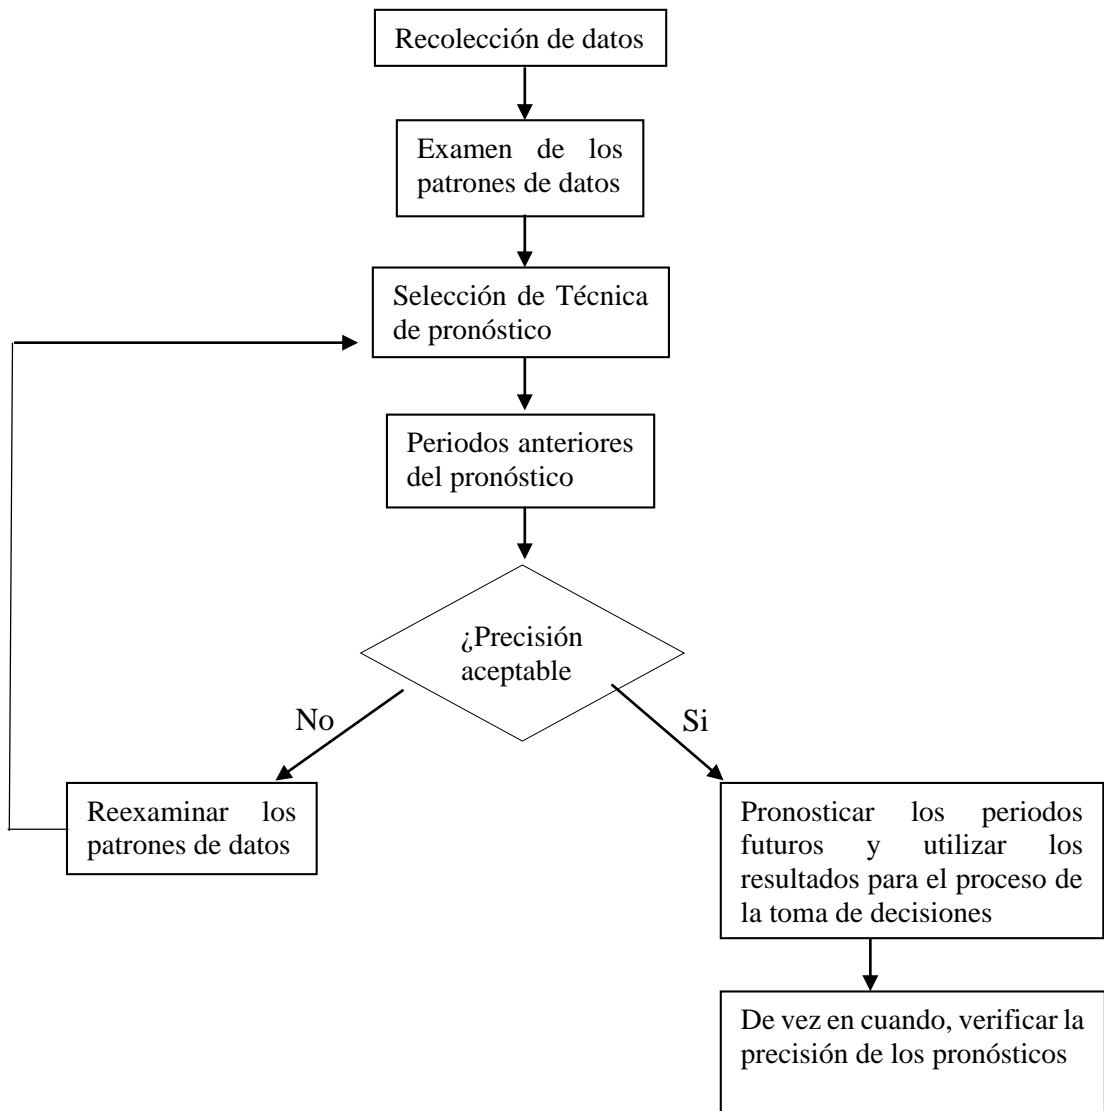 Recolección de datos
Examen de los
patrones de datos
Selección de Técnica
de pronóstico
Periodos anteriores
del pronóstico
¿Precisión
aceptable
No
Si
Reexaminar los
patrones de datos
Pronosticar los periodos
futuros y utilizar los
resultados para el proceso de
la toma de decisiones
De vez en cuando, verificar la
precisión de los pronósticos